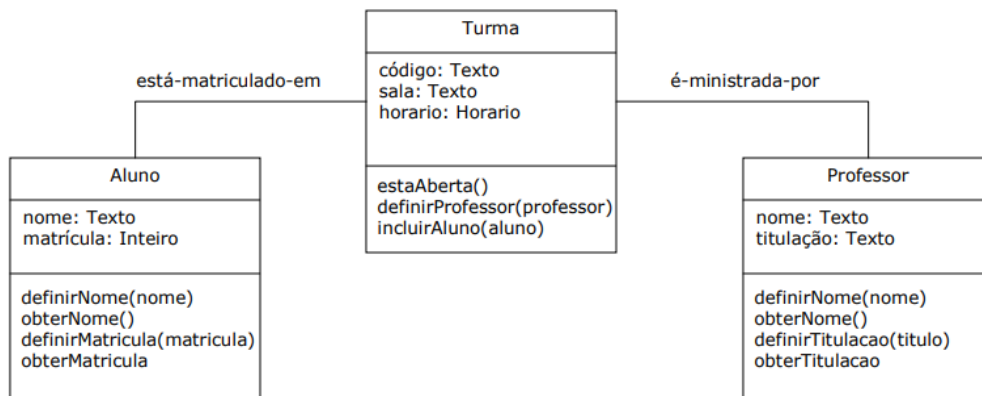 Turma
código: Texto
sala: Texto
horario: Horario
estaAberta()
definirProfessor(professor)
incluirAluno(aluno)
está-matriculado-em
é-ministrada-por
Aluno
nome: Texto
matrícula: Inteiro
definirNome(nome)
obterNome()
definirMatricula(matricula)
obterMatricula
Professor
nome: Texto
titulação: Texto
definirNome(nome)
obterNome()
definirTitulacao(titulo)
obterTitulacao